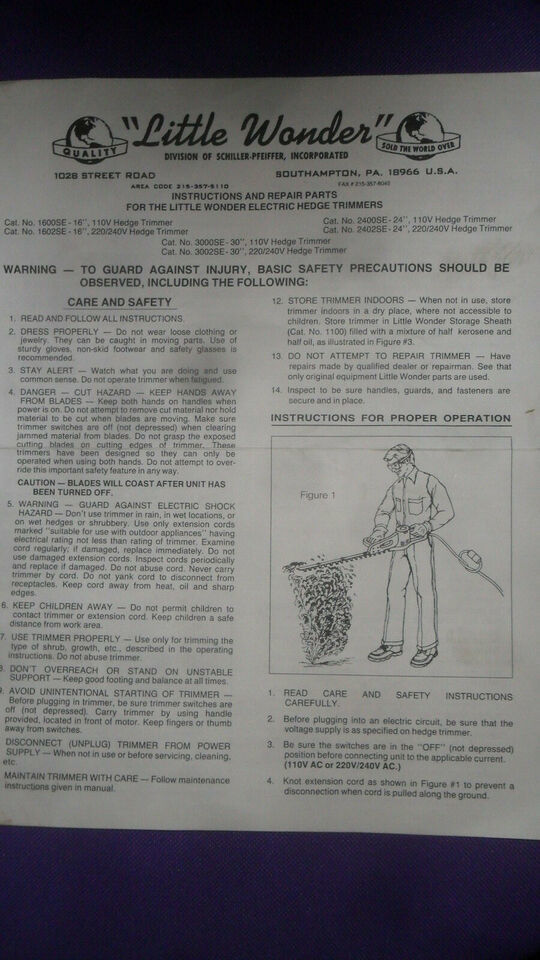 "Little Wonder"
QUALITY
SOLD THE WORLD OVER
DIVISION OF SCHILLER-PFEIFFER, INCORPORATED
1028 STREET ROAD
SOUTHAMPTON, PA. 18966 U.S.A.
AREA CODE 215-357-5110
FAX # 215-357-8042
INSTRUCTIONS AND REPAIR PARTS
FOR THE LITTLE WONDER ELECTRIC HEDGE TRIMMERS
Cat. No. 1600SE - 16", 110V Hedge Trimmer
Cat. No. 1602SE - 16", 220/240V Hedge Trimmer
Cat. No. 2400SE - 24", 110V Hedge Trimmer
Cat. No. 2402SE - 24", 220/240V Hedge Trimmer
Cat. No. 3000SE - 30", 110V Hedge Trimmer
Cat. No. 3002SE - 30", 220/240V Hedge Trimmer
WARNING — TO GUARD AGAINST INJURY, BASIC SAFETY PRECAUTIONS SHOULD BE
OBSERVED, INCLUDING THE FOLLOWING:
CARE AND SAFETY
1. READ AND FOLLOW ALL INSTRUCTIONS.
2. DRESS PROPERLY — Do not wear loose clothing or
jewelry. They can be caught in moving parts. Use of
sturdy gloves, non-skid footwear and safety glasses is
recommended.
3. STAY ALERT — Watch what you are doing and use
common sense. Do not operate trimmer when fatigued.
4. DANGER — CUT HAZARD — KEEP HANDS AWAY
FROM BLADES — Keep both hands on handles when
power is on. Do not attempt to remove cut material nor hold
material to be cut when blades are moving. Make sure
trimmer switches are off (not depressed) when clearing
jammed material from blades. Do not grasp the exposed
cutting blades on cutting edges of trimmer. These
trimmers have been designed so they can only be
operated when using both hands. Do not attempt to over-
ride this important safety feature in any way.
CAUTION — BLADES WILL COAST AFTER UNIT HAS
BEEN TURNED OFF.
5. WARNING — GUARD AGAINST ELECTRIC SHOCK
HAZARD — Don't use trimmer in rain, in wet locations, or
on wet hedges or shrubbery. Use only extension cords
marked "suitable for use with outdoor appliances" having
electrical rating not less than rating of trimmer. Examine
cord regularly; if damaged, replace immediately. Do not
use damaged extension cords. Inspect cords periodically
and replace if damaged. Do not abuse cord. Never carry
trimmer by cord. Do not yank cord to disconnect from
receptacles. Keep cord away from heat, oil and sharp
edges.
6. KEEP CHILDREN AWAY — Do not permit children to
contact trimmer or extension cord. Keep children a safe
distance from work area.
7. USE TRIMMER PROPERLY — Use only for trimming the
type of shrub, growth, etc., described in the operating
instructions. Do not abuse trimmer.
8. DON'T OVERREACH OR STAND ON UNSTABLE
SUPPORT — Keep good footing and balance at all times.
9. AVOID UNINTENTIONAL STARTING OF TRIMMER —
Before plugging in trimmer, be sure trimmer switches are
off (not depressed). Carry trimmer by using handle
provided, located in front of motor. Keep fingers or thumb
away from switches.
DISCONNECT (UNPLUG) TRIMMER FROM POWER
SUPPLY — When not in use or before servicing, cleaning,
etc.
MAINTAIN TRIMMER WITH CARE — Follow maintenance
instructions given in manual.
12. STORE TRIMMER INDOORS — When not in use, store
trimmer indoors in a dry place, where not accessible to
children. Store trimmer in Little Wonder Storage Sheath
(Cat. No. 1100) filled with a mixture of half kerosene and
half oil, as illustrated in Figure #3.
13. DO NOT ATTEMPT TO REPAIR TRIMMER — Have
repairs made by qualified dealer or repairman. See that
only original equipment Little Wonder parts are used.
14. Inspect to be sure handles, guards, and fasteners are
secure and in place.
INSTRUCTIONS FOR PROPER OPERATION
Figure 1
1. READ CARE AND SAFETY INSTRUCTIONS
CAREFULLY.
2. Before plugging into an electric circuit, be sure that the
voltage supply is as specified on hedge trimmer.
3. Be sure the switches are in the "OFF" (not depressed)
position before connecting unit to the applicable current.
(110V AC or 220V/240V AC.)
4. Knot extension cord as shown in Figure #1 to prevent a
disconnection when cord is pulled along the ground.